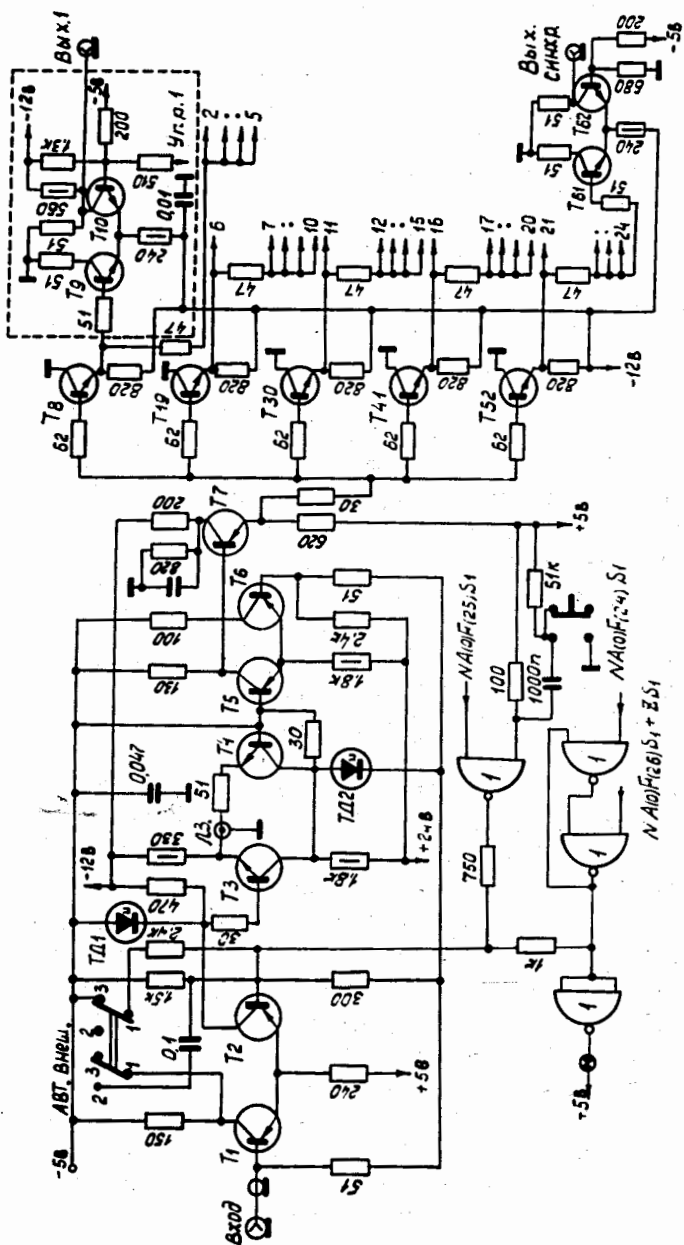 -5В
АВТ. ВНЕШ.
3
2
3
2
1
1
150
0,1
1,5к
2,4к
ТД1
470
-12В
330
0,047
30
Л.З.
51
Т3
Т4
130
100
Т5
Т6
820
200
Т7
Вход
Т1
Т2
51
240
+5В
300
1,8к
+24В
ТД2
30
1,8к
2,4к
51
620
30
+5В
750
1к
1
NA(0)F(25)S1
100
1000п
51к
+5В
1
1
1
NA(0)F(26)S1 + ZS1
NA(0)F(24)S1
Т8
62
820
Т19
62
820
Т30
62
820
Т41
62
820
Т52
62
820
-12В
47
51
Т9
51
51
560
1,3к
-12В
Т10
-5В
200
240
510
0,01
Упр.1
Вых.1
2
5
6
47
7
10
11
47
12
15
16
47
17
20
21
47
24
51
Т61
51
51
Т62
240
Вых.
синхр
680
200
-5В